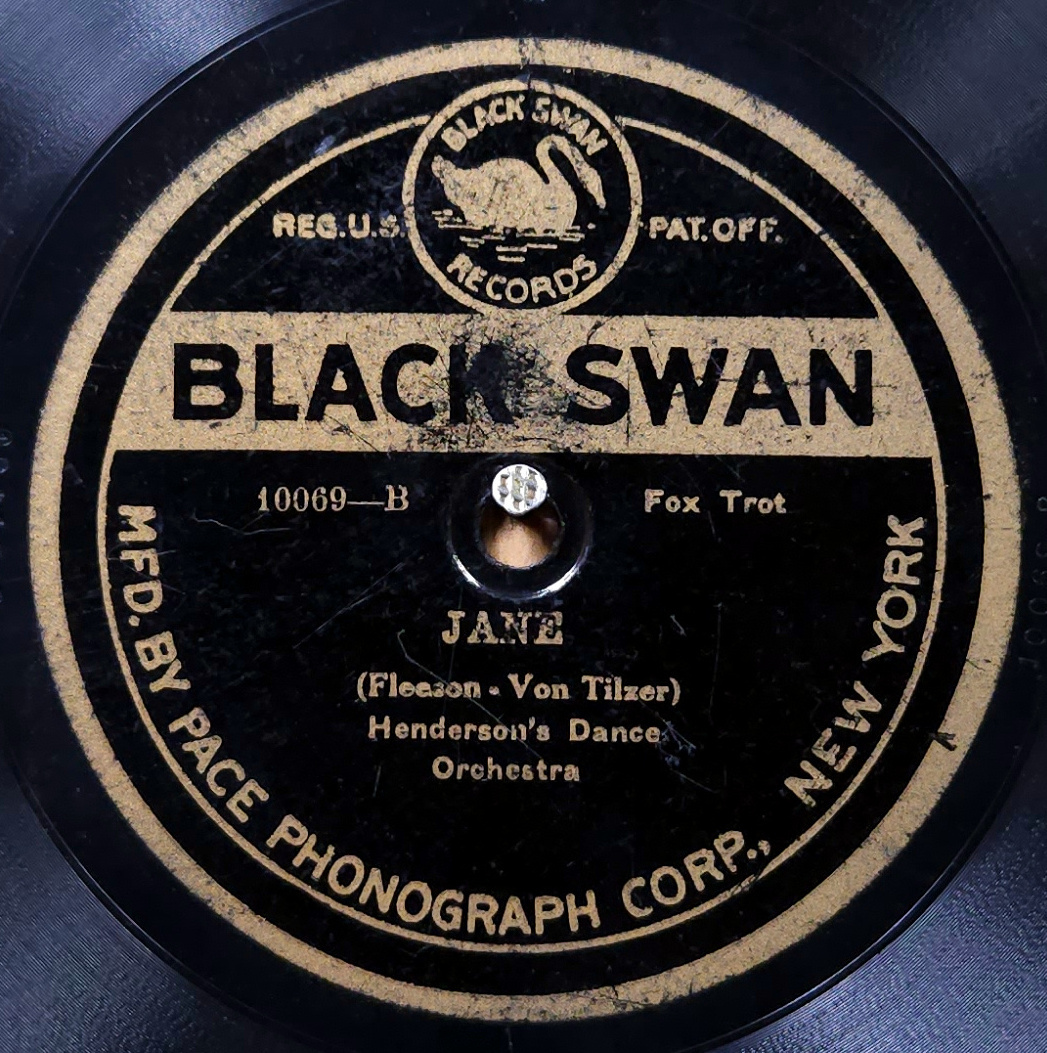 BLACK SWAN
RECORDS
REG.U.S. PAT.OFF.
BLACK SWAN
10069—B
Fox Trot
JANE
(Fleeson - Von Tilzer)
Henderson's Dance
Orchestra
MFD. BY PACE PHONOGRAPH CORP., NEW YORK